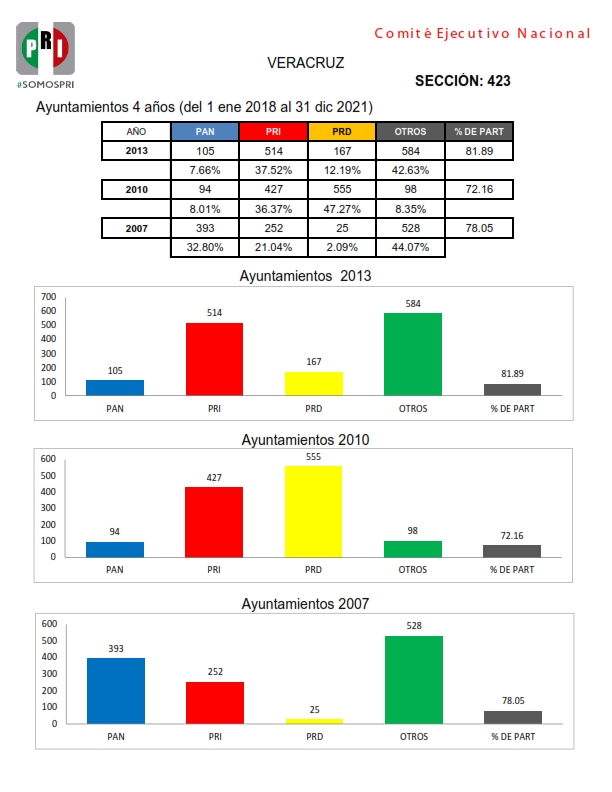 Comité Ejecutivo Nacional
PRI
#SOMOSPRI
VERACRUZ
SECCIÓN: 423
Ayuntamientos 4 años (del 1 ene 2018 al 31 dic 2021)
AÑO PAN PRI PRD OTROS % DE PART
2013 105 514 167 584 81.89
7.66% 37.52% 12.19% 42.63%
2010 94 427 555 98 72.16
8.01% 36.37% 47.27% 8.35%
2007 393 252 25 528 78.05
32.80% 21.04% 2.09% 44.07%
Ayuntamientos 2013
700
600
500
400
300
200
100
0
105 514 167 584 81.89
PAN PRI PRD OTROS % DE PART
Ayuntamientos 2010
600
500
400
300
200
100
0
94 427 555 98 72.16
PAN PRI PRD OTROS % DE PART
Ayuntamientos 2007
600
500
400
300
200
100
0
393 252 25 528 78.05
PAN PRI PRD OTROS % DE PART